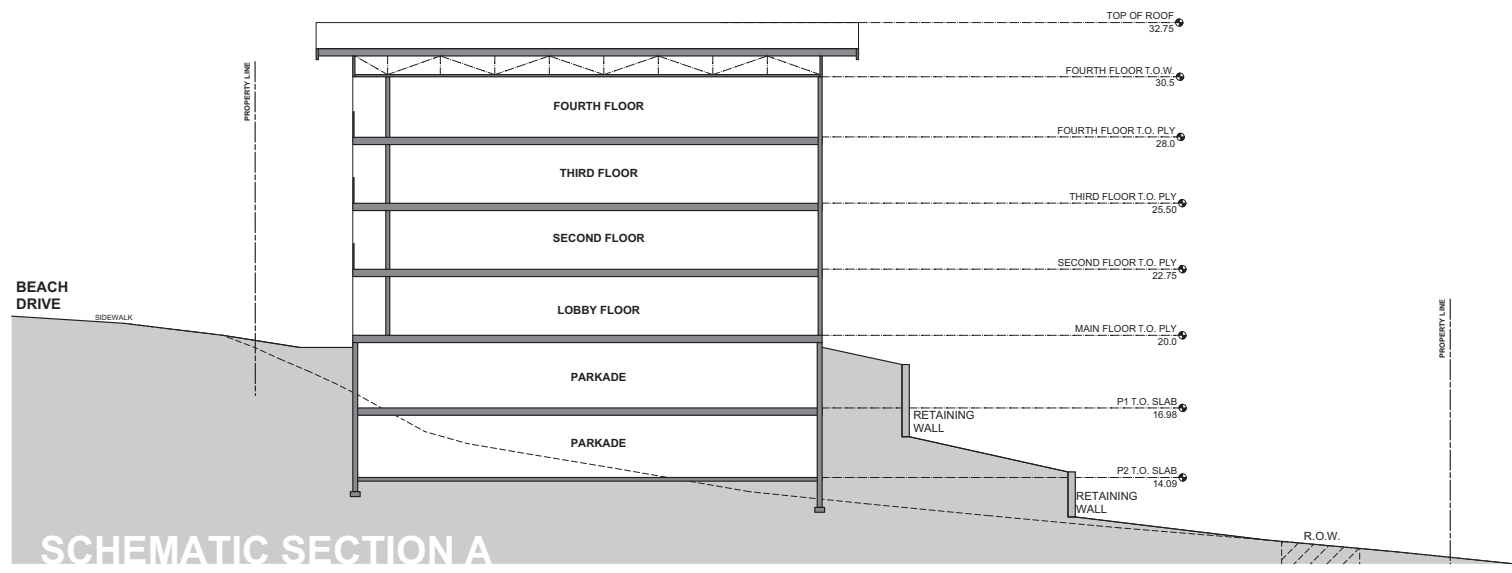 TOP OF ROOF
32.75
PROPERTY LINE
FOURTH FLOOR T.O.W.
30.5
FOURTH FLOOR
FOURTH FLOOR T.O. PLY
28.0
THIRD FLOOR
THIRD FLOOR T.O. PLY
25.50
SECOND FLOOR
SECOND FLOOR T.O. PLY
22.75
BEACH
DRIVE
SIDEWALK
LOBBY FLOOR
MAIN FLOOR T.O. PLY
20.0
PROPERTY LINE
PARKADE
P1 T.O. SLAB
16.98
RETAINING
WALL
PARKADE
P2 T.O. SLAB
14.09
RETAINING
WALL
R.O.W.
SCHEMATIC SECTION A